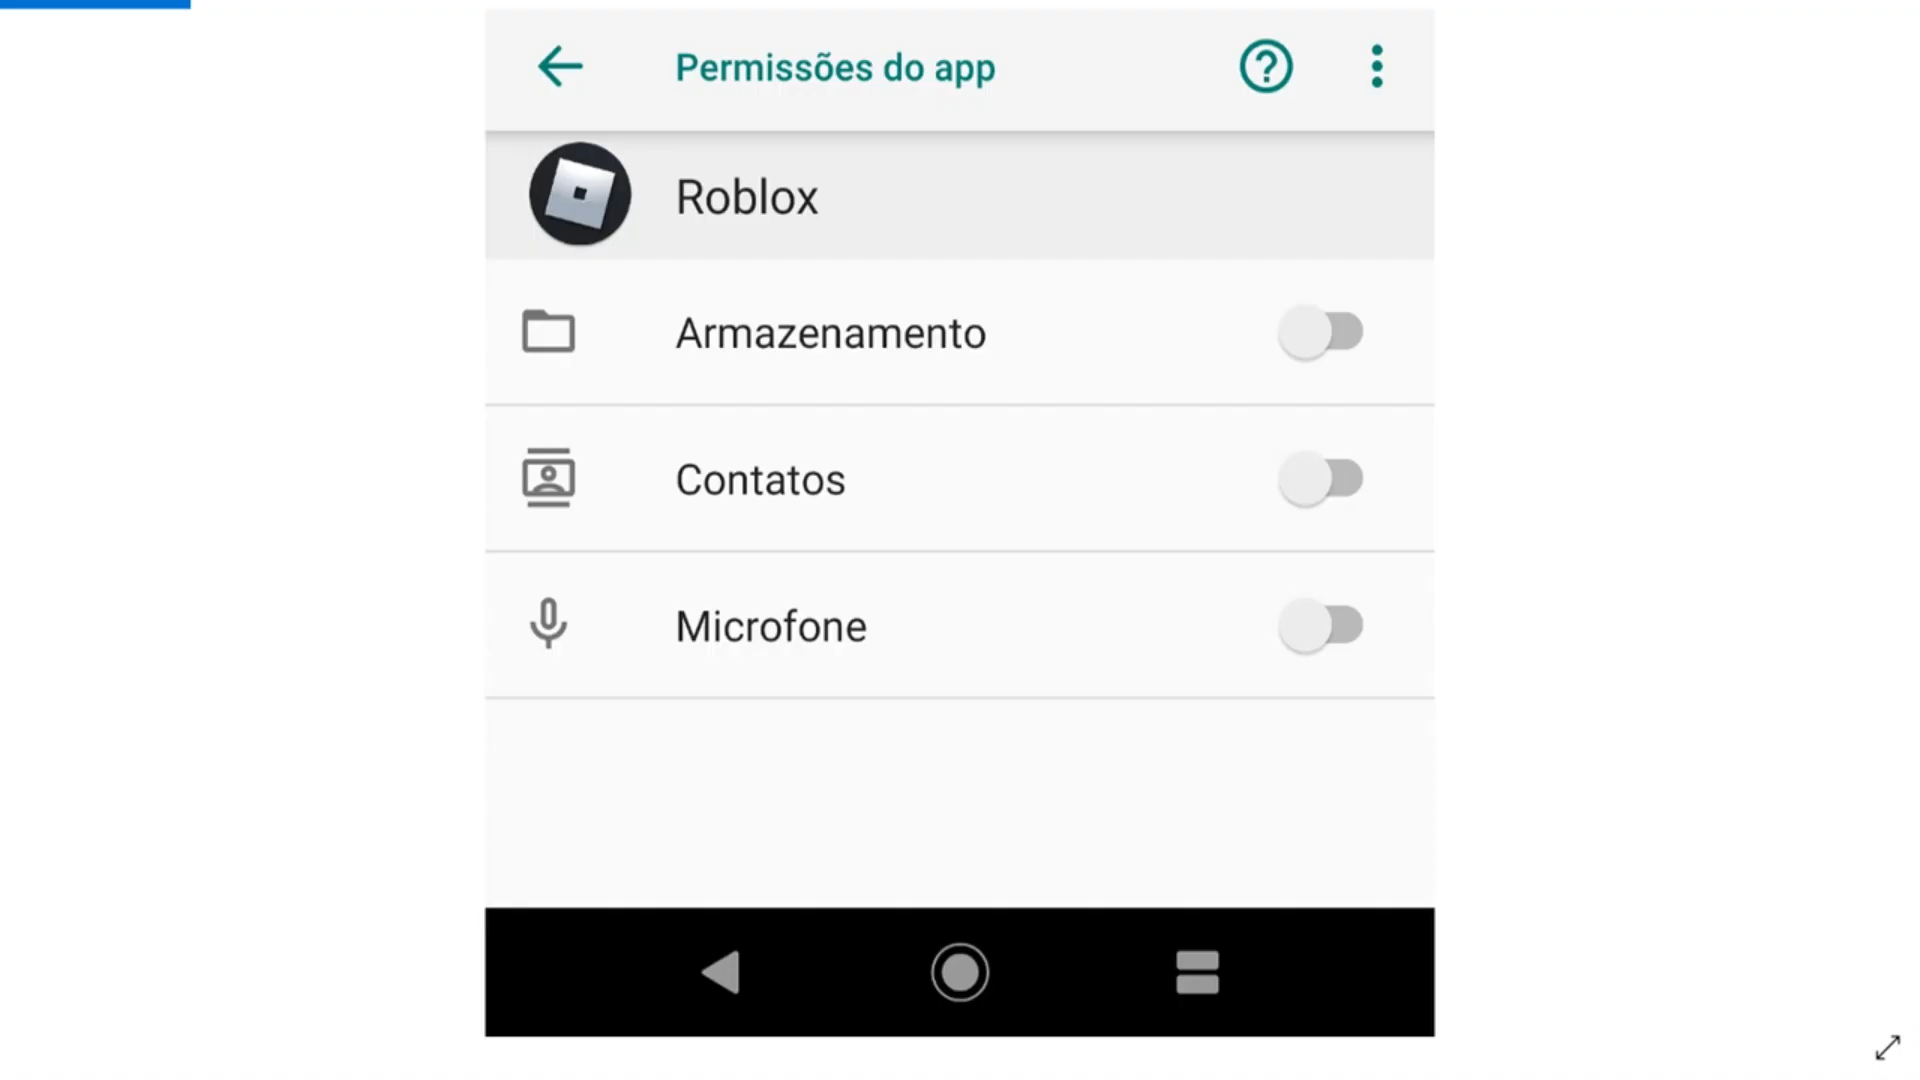 Permissões do app
Roblox
Armazenamento
Contatos
Microfone